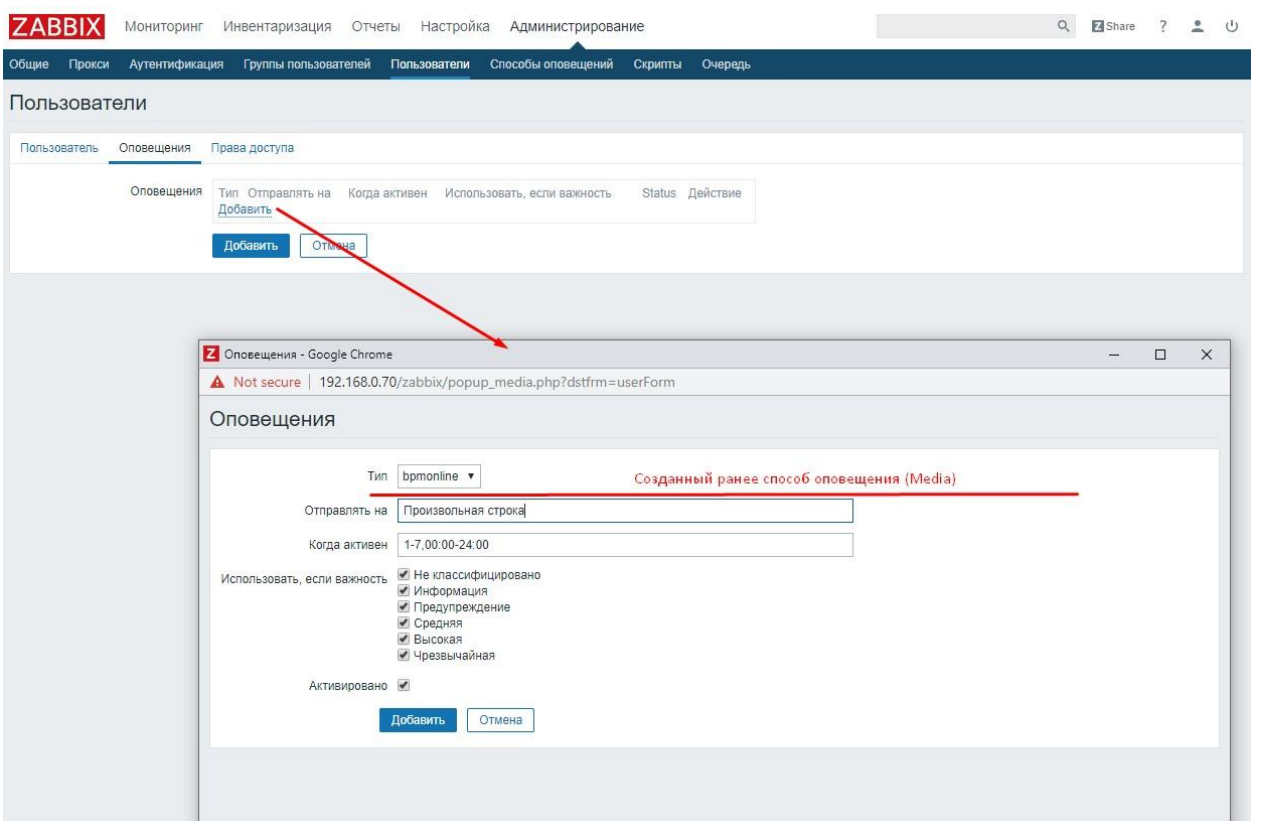 ZABBIX Мониторинг Инвентаризация Отчеты Настройка Администрирование Z Share ?
Общие Прокси Аутентификация Группы пользователей Пользователи Способы оповещений Скрипты Очередь
Пользователи
Пользователь Оповещения Права доступа
Оповещения Тип Отправлять на Когда активен Использовать, если важность Status Действие
Добавить
Добавить Отмена
Z Оповещения - Google Chrome
Not secure | 192.168.0.70/zabbix/popup_media.php?dstfrm=userForm
Оповещения
Тип bpmonline Созданный ранее способ оповещения (Media)
Отправлять на Произвольная строка
Когда активен 1-7,00:00-24:00
Использовать, если важность Не классифицировано
Информация
Предупреждение
Средняя
Высокая
Чрезвычайная
Активировано
Добавить Отмена